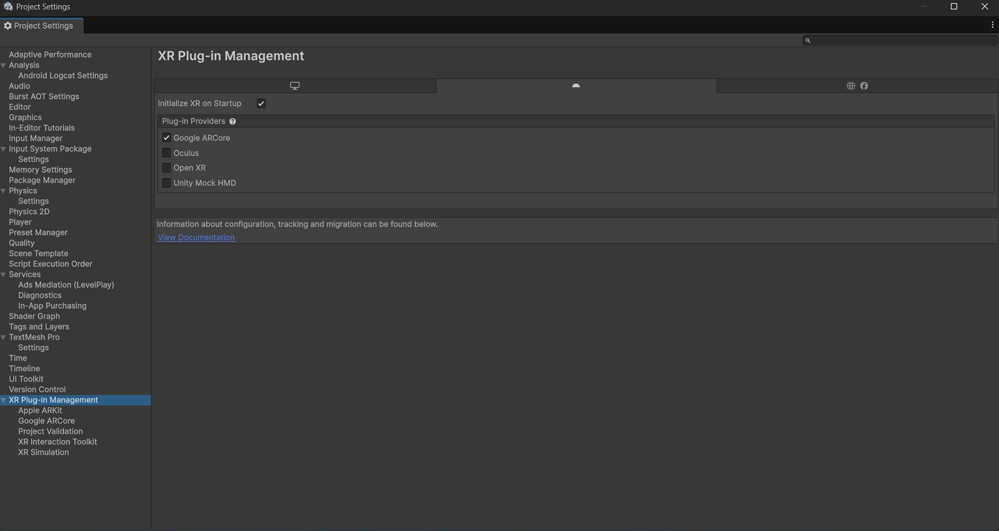 Project Settings
Project Settings
Adaptive Performance
Analysis
Android Logcat Settings
Audio
Burst AOT Settings
Editor
Graphics
In-Editor Tutorials
Input Manager
Input System Package
Settings
Memory Settings
Package Manager
Physics
Settings
Physics 2D
Player
Preset Manager
Quality
Scene Template
Script Execution Order
Services
Ads Mediation (LevelPlay)
Diagnostics
In-App Purchasing
Shader Graph
Tags and Layers
TextMesh Pro
Settings
Time
Timeline
UI Toolkit
Version Control
XR Plug-in Management
Apple ARKit
Google ARCore
Project Validation
XR Interaction Toolkit
XR Simulation
XR Plug-in Management
Initialize XR on Startup
Plug-in Providers
Google ARCore
Oculus
Open XR
Unity Mock HMD
Information about configuration, tracking and migration can be found below.
View Documentation